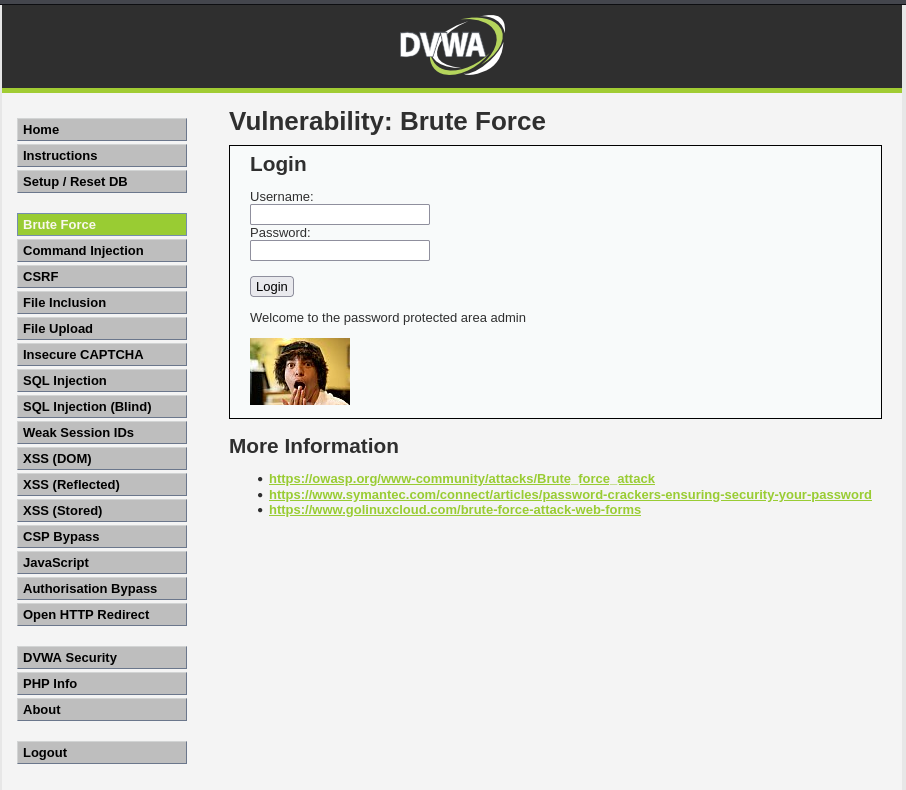 DVWA
Home
Instructions
Setup / Reset DB
Brute Force
Command Injection
CSRF
File Inclusion
File Upload
Insecure CAPTCHA
SQL Injection
SQL Injection (Blind)
Weak Session IDs
XSS (DOM)
XSS (Reflected)
XSS (Stored)
CSP Bypass
JavaScript
Authorisation Bypass
Open HTTP Redirect
DVWA Security
PHP Info
About
Logout
Vulnerability: Brute Force
Login
Username:
Password:
Login
Welcome to the password protected area admin
More Information
https://owasp.org/www-community/attacks/Brute_force_attack
https://www.symantec.com/connect/articles/password-crackers-ensuring-security-your-password
https://www.golinuxcloud.com/brute-force-attack-web-forms